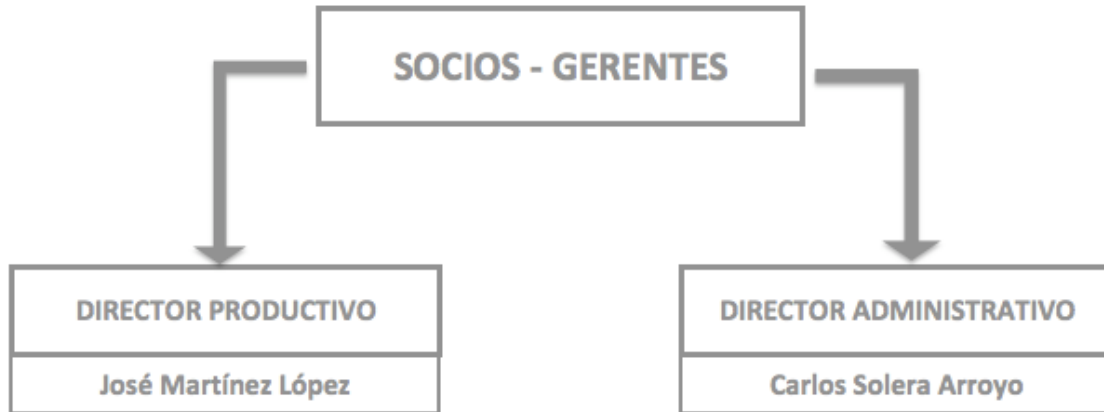 SOCIOS - GERENTES
DIRECTOR PRODUCTIVO
José Martínez López
DIRECTOR ADMINISTRATIVO
Carlos Solera Arroyo